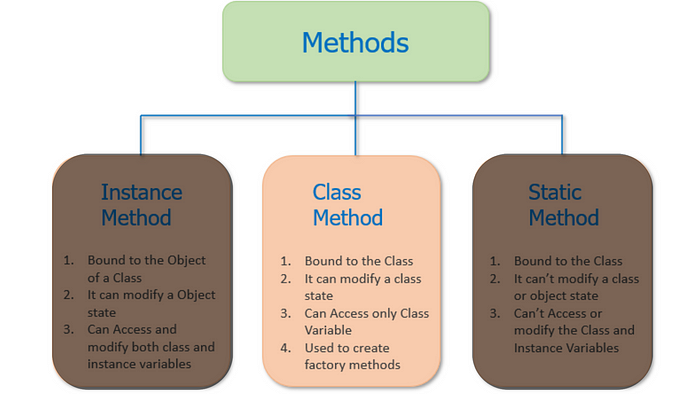 Methods
Instance
Method
1. Bound to the Object
of a Class
2. It can modify a Object
state
3. Can Access and
modify both class and
instance variables
Class
Method
1. Bound to the Class
2. It can modify a class
state
3. Can Access only Class
Variable
4. Used to create
factory methods
Static
Method
1. Bound to the Class
2. It can’t modify a class
or object state
3. Can’t Access or
modify the Class and
Instance Variables